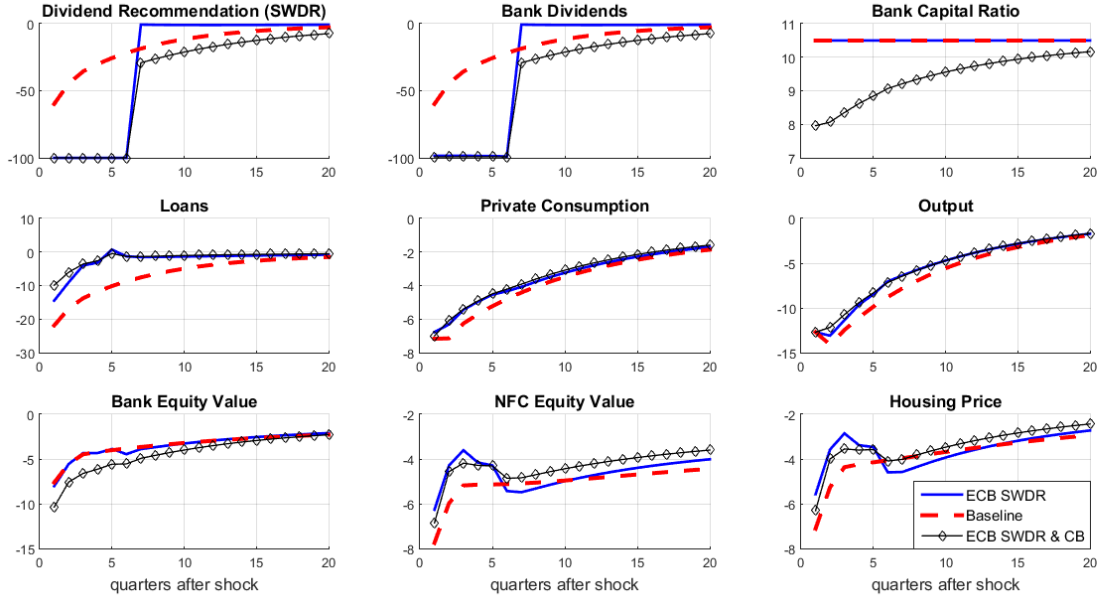 Dividend Recommendation (SWDR)
0
-50
-100
0 5 10 15 20
Bank Dividends
0
-50
-100
0 5 10 15 20
Bank Capital Ratio
11
10
9
8
7
0 5 10 15 20
Loans
10
0
-10
-20
-30
0 5 10 15 20
Private Consumption
0
-2
-4
-6
-8
0 5 10 15 20
Output
0
-5
-10
-15
0 5 10 15 20
Bank Equity Value
0
-5
-10
-15
0 5 10 15 20
quarters after shock
NFC Equity Value
-2
-4
-6
-8
0 5 10 15 20
quarters after shock
Housing Price
-2
-4
-6
-8
0 5 10 15 20
quarters after shock
ECB SWDR
Baseline
ECB SWDR & CB